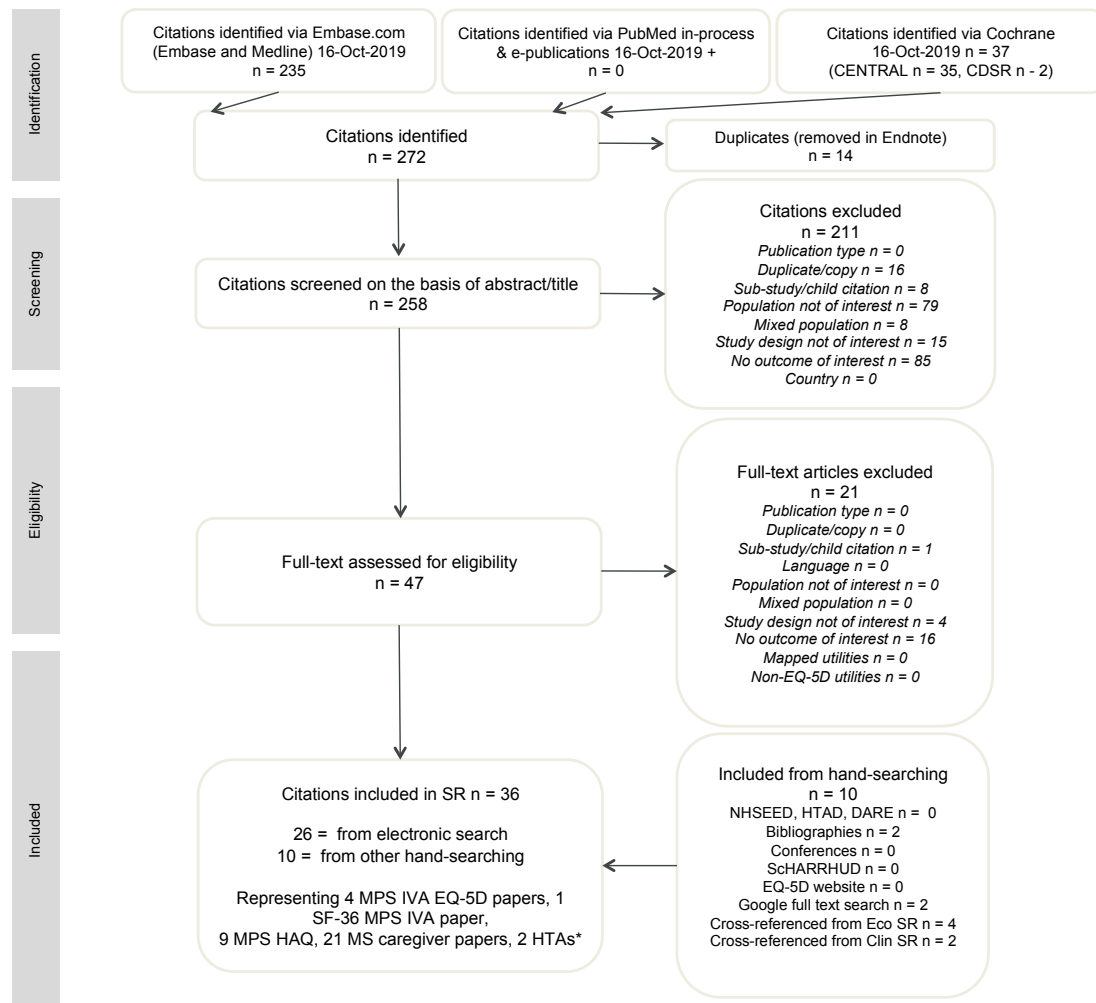 Identification
Citations identified via Embase.com
(Embase and Medline) 16-Oct-2019
n = 235
Citations identified via PubMed in-process
& e-publications 16-Oct-2019 +
n = 0
Citations identified via Cochrane
16-Oct-2019 n = 37
(CENTRAL n = 35, CDSR n - 2)
Citations identified
n = 272
Duplicates (removed in Endnote)
n = 14
Screening
Citations screened on the basis of abstract/title
n = 258
Citations excluded
n = 211
Publication type n = 0
Duplicate/copy n = 16
Sub-study/child citation n = 8
Population not of interest n = 79
Mixed population n = 8
Study design not of interest n = 15
No outcome of interest n = 85
Country n = 0
Eligibility
Full-text assessed for eligibility
n = 47
Full-text articles excluded
n = 21
Publication type n = 0
Duplicate/copy n = 0
Sub-study/child citation n = 1
Language n = 0
Population not of interest n = 0
Mixed population n = 0
Study design not of interest n = 4
No outcome of interest n = 16
Mapped utilities n = 0
Non-EQ-5D utilities n = 0
Included
Citations included in SR n = 36
26 = from electronic search
10 = from other hand-searching
Representing 4 MPS IVA EQ-5D papers, 1
SF-36 MPS IVA paper,
9 MPS HAQ, 21 MS caregiver papers, 2 HTAs*
Included from hand-searching
n = 10
NHSEED, HTAD, DARE n = 0
Bibliographies n = 2
Conferences n = 0
ScHARRHUD n = 0
EQ-5D website n = 0
Google full text search n = 2
Cross-referenced from Eco SR n = 4
Cross-referenced from Clin SR n = 2